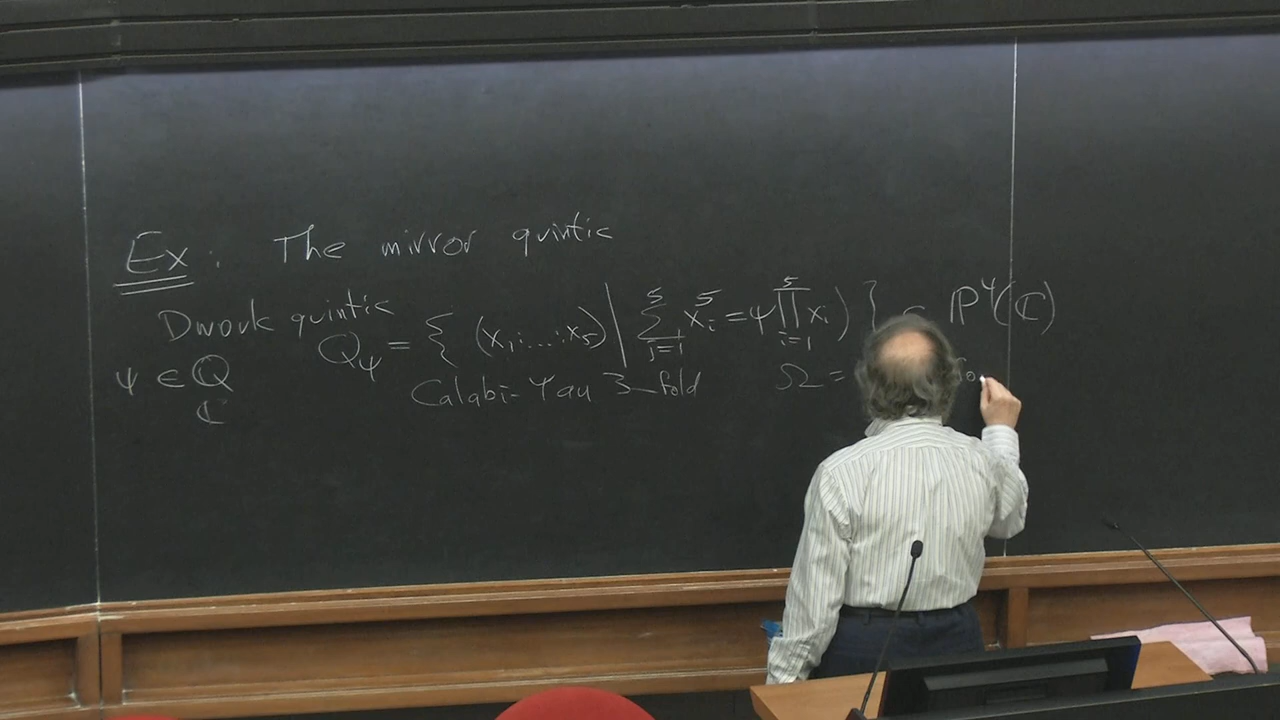 Ex: The mirror quintic
Dwork quintic
Q_ψ = { (x_1:...:x_5) | ∑_{j=1}^{5} x_i^5 = ψ ∏_{i=1}^{5} x_i ) } ⊂ ℙ^4(ℂ)
ψ ∈ ℚ
ℂ
Calabi-Yau 3-fold
Ω =